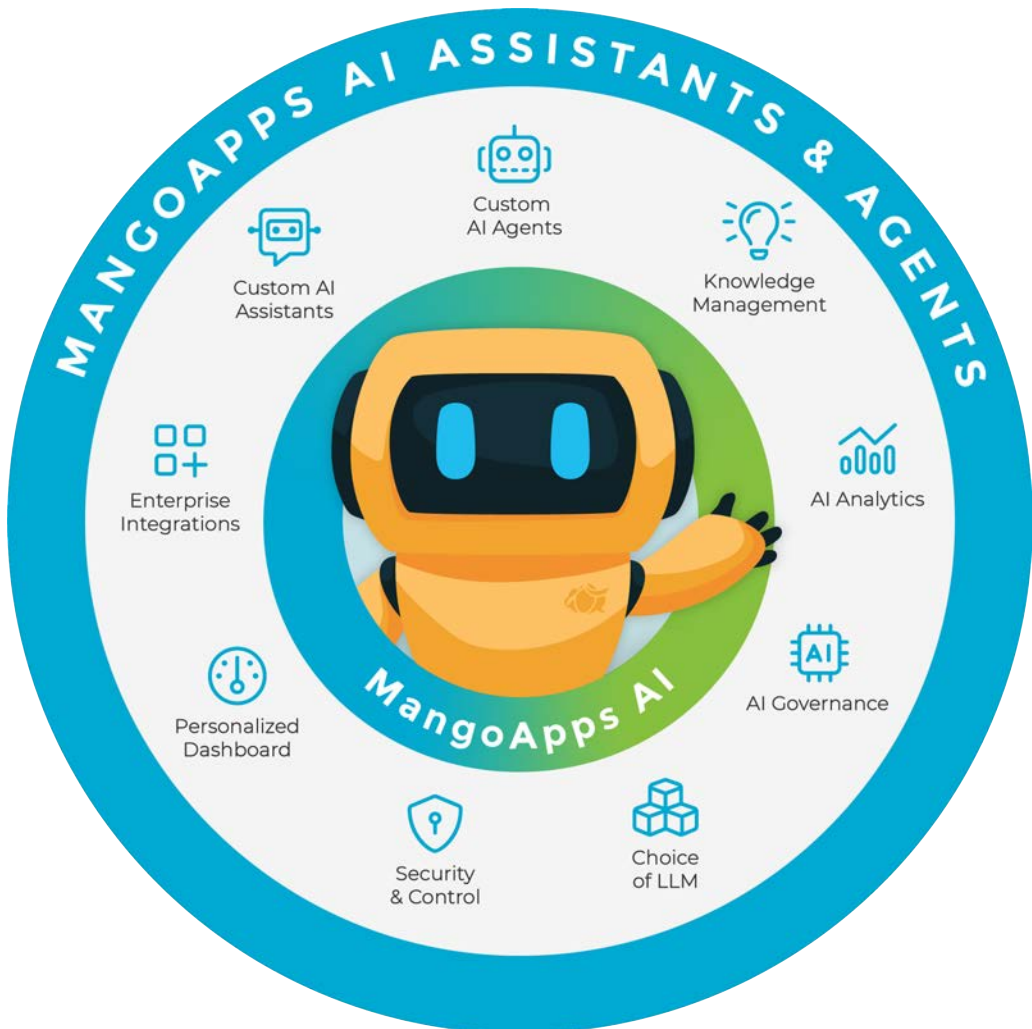 MANGOAPPS AI ASSISTANTS & AGENTS
Custom
AI Agents
Knowledge
Management
AI Analytics
AI Governance
Choice
of LLM
Security
& Control
Personalized
Dashboard
Enterprise
Integrations
Custom AI
Assistants
AI
MangoApps AI